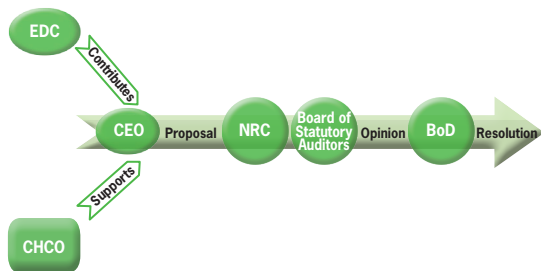 EDC
Contributes
CEO
Proposal
NRC
Board of
Statutory
Auditors
Opinion
BoD
Resolution
Supports
CHCO